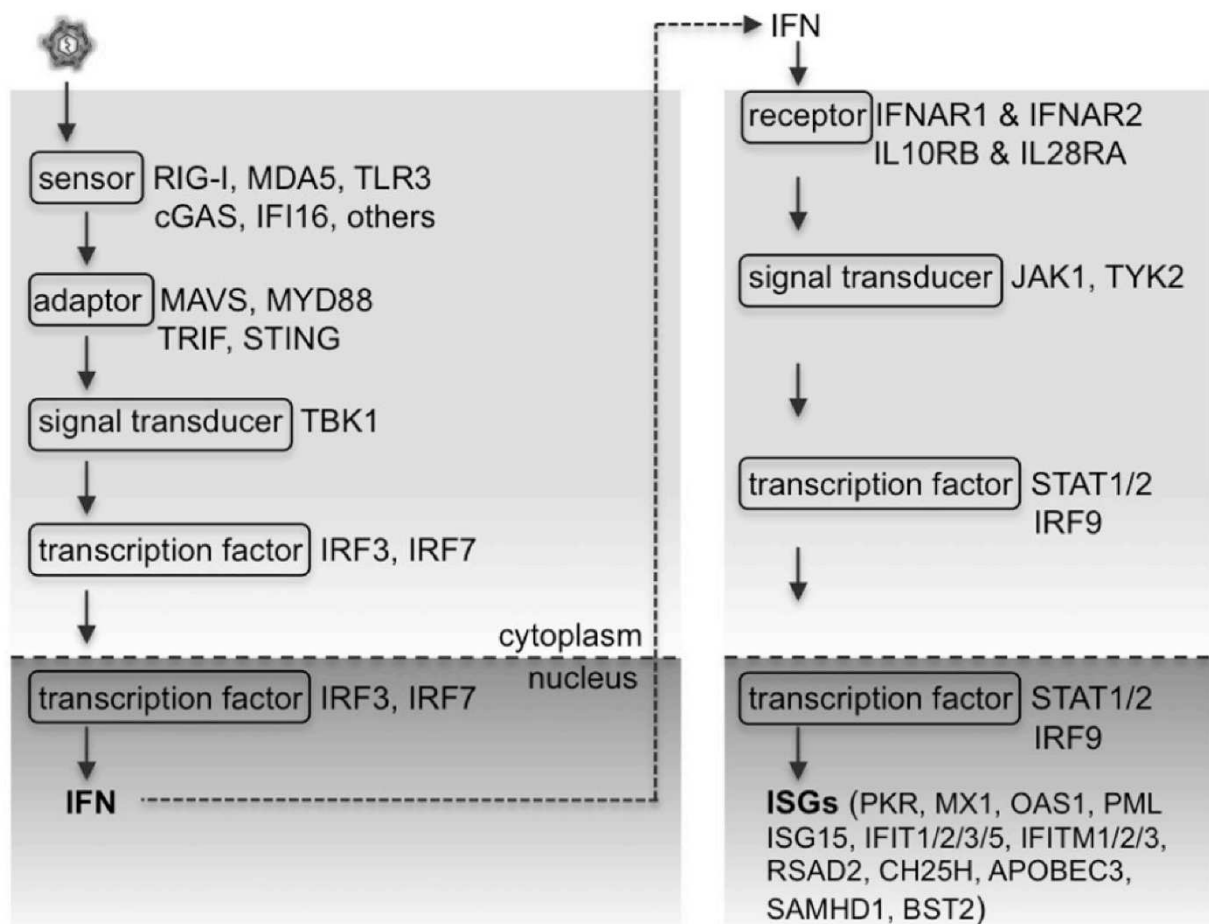 sensor RIG-I, MDA5, TLR3
cGAS, IFI16, others
adaptor MAVS, MYD88
TRIF, STING
signal transducer TBK1
transcription factor IRF3, IRF7
cytoplasm
nucleus
transcription factor IRF3, IRF7
IFN
IFN
receptor IFNAR1 & IFNAR2
IL10RB & IL28RA
signal transducer JAK1, TYK2
transcription factor STAT1/2
IRF9
transcription factor STAT1/2
IRF9
ISGs (PKR, MX1, OAS1, PML
ISG15, IFIT1/2/3/5, IFITM1/2/3,
RSAD2, CH25H, APOBEC3,
SAMHD1, BST2)